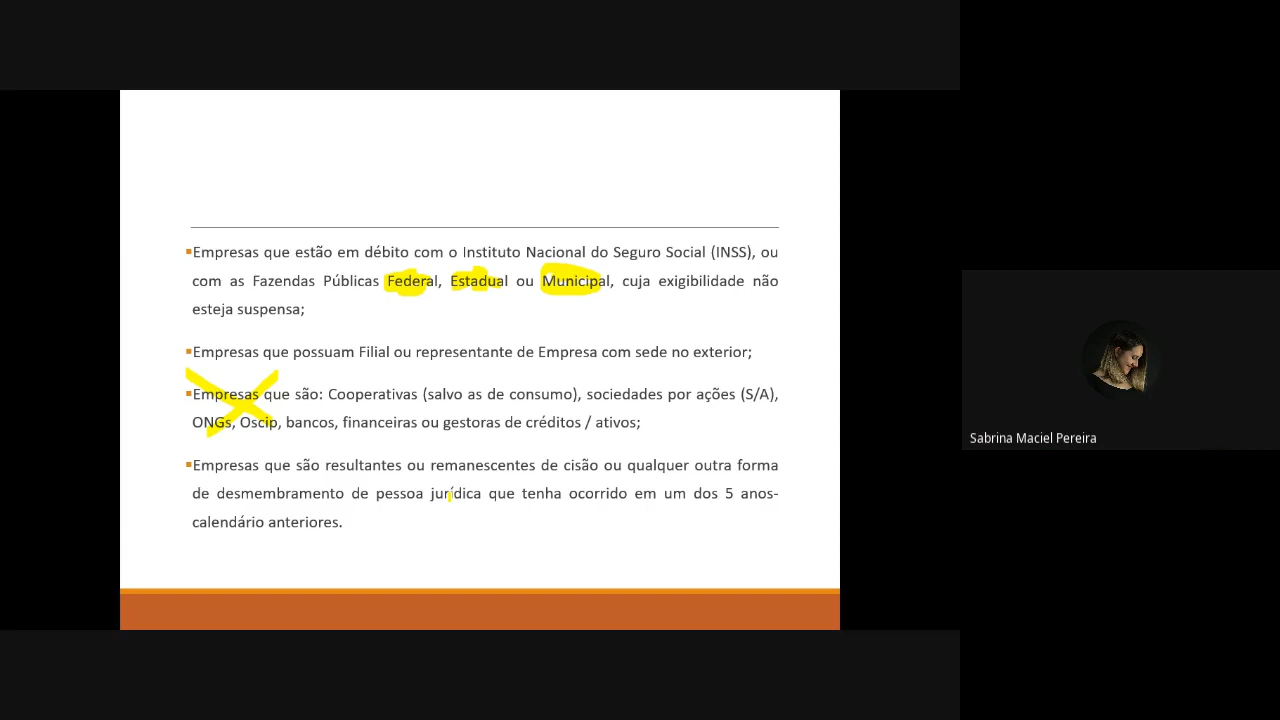 Empresas que estão em débito com o Instituto Nacional do Seguro Social (INSS), ou
com as Fazendas Públicas Federal, Estadual ou Municipal, cuja exigibilidade não
esteja suspensa;
Empresas que possuam Filial ou representante de Empresa com sede no exterior;
Empresas que são: Cooperativas (salvo as de consumo), sociedades por ações (S/A),
ONGs, Oscip, bancos, financeiras ou gestoras de créditos / ativos;
Empresas que são resultantes ou remanescentes de cisão ou qualquer outra forma
de desmembramento de pessoa jurídica que tenha ocorrido em um dos 5 anos-
calendário anteriores.
Sabrina Maciel Pereira